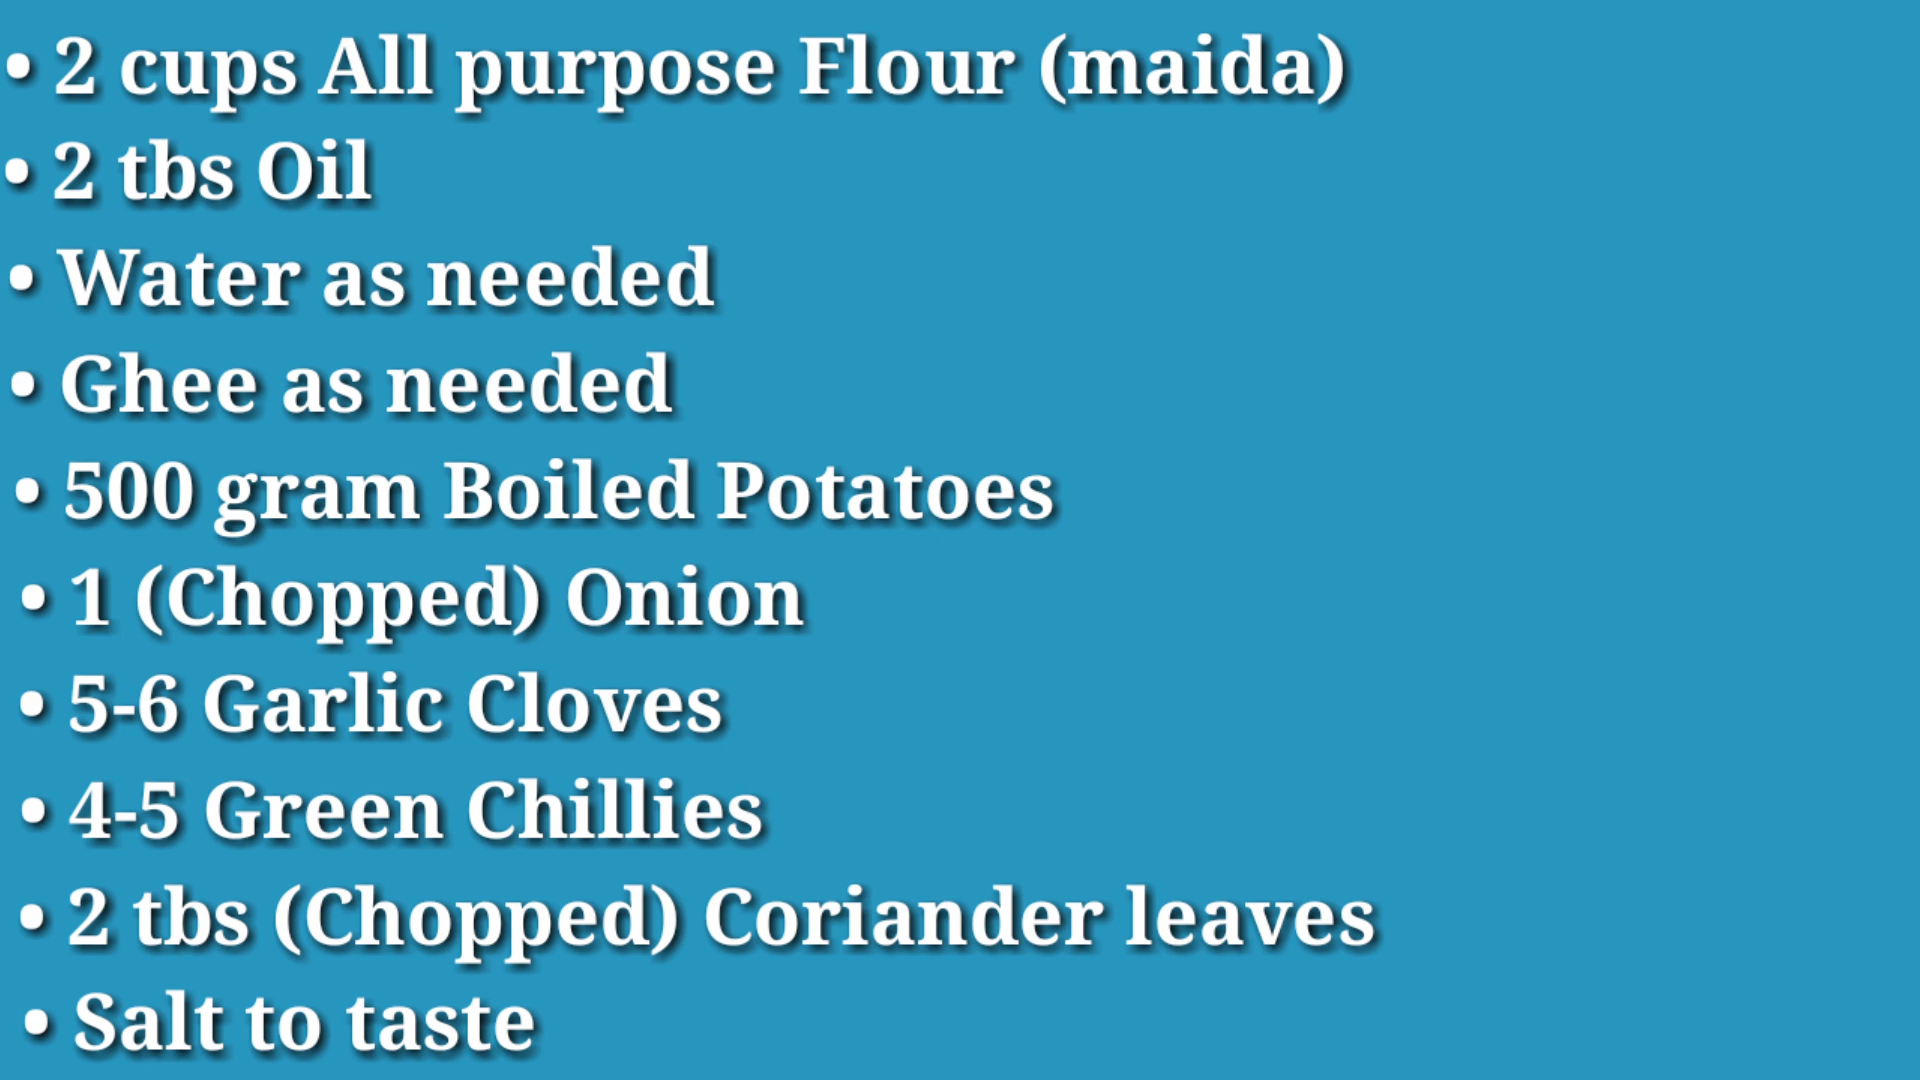 • 2 cups All purpose Flour (maida)
• 2 tbs Oil
• Water as needed
• Ghee as needed
• 500 gram Boiled Potatoes
• 1 (Chopped) Onion
• 5-6 Garlic Cloves
• 4-5 Green Chillies
• 2 tbs (Chopped) Coriander leaves
• Salt to taste